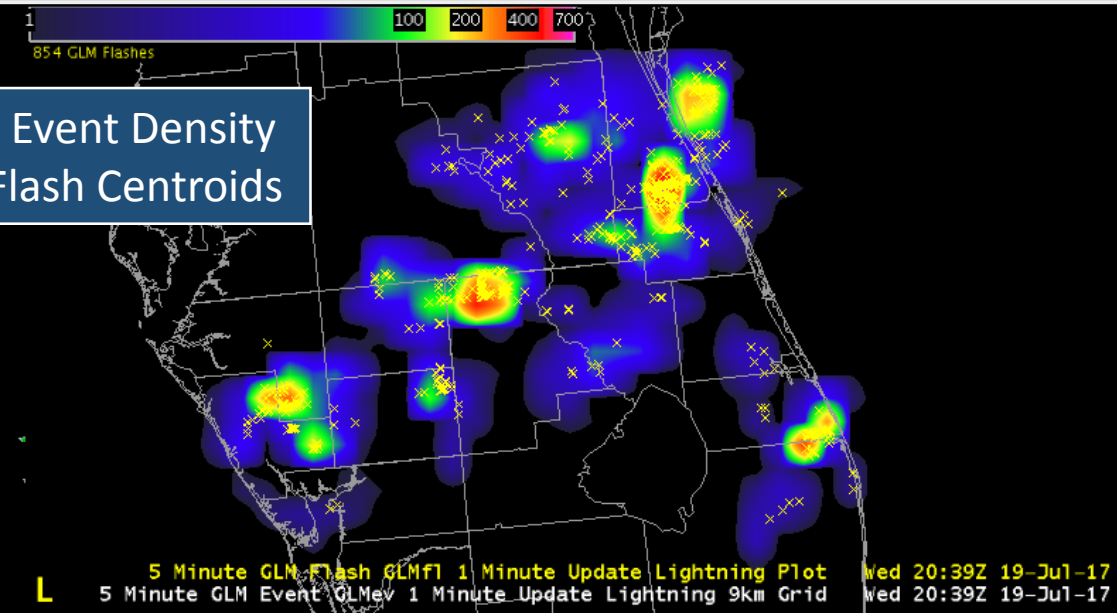 1 100 200 400 700
854 GLM Flashes
Event Density
Flash Centroids
5 Minute GLM Flash GLMfl 1 Minute Update Lightning Plot Wed 20:39Z 19-Jul-17
L 5 Minute GLM Event GLMev 1 Minute Update Lightning 9km Grid Wed 20:39Z 19-Jul-17